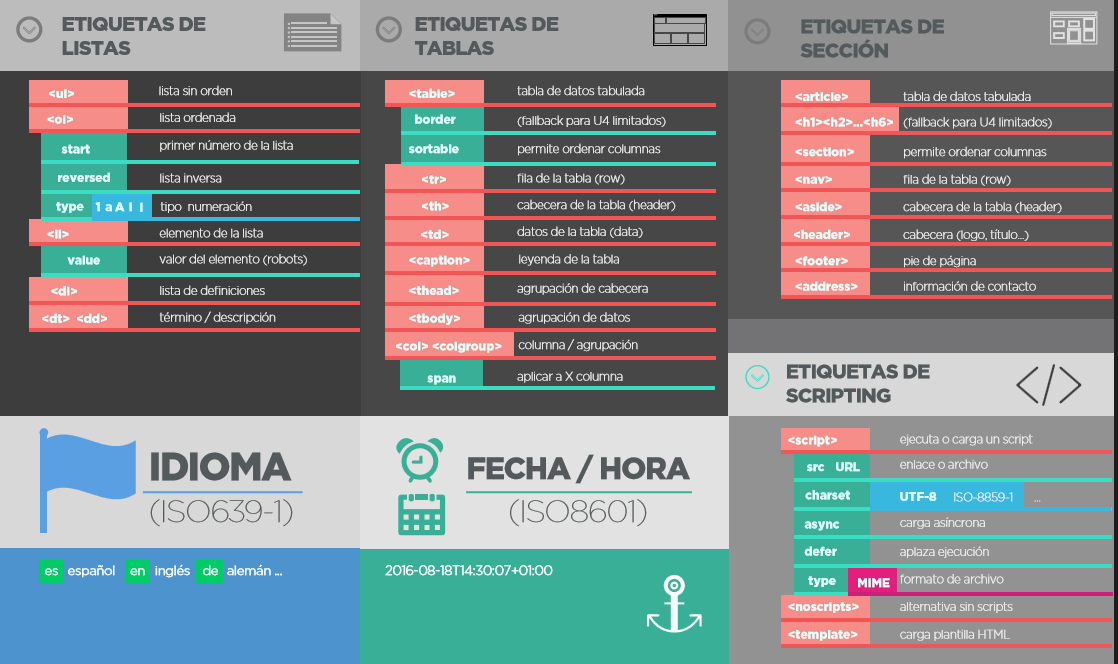 ETIQUETAS DE
LISTAS
<ul> lista sin orden
<ol> lista ordenada
start primer número de la lista
reversed lista inversa
type 1 a A I I tipo numeración
<li> elemento de la lista
value valor del elemento (robots)
<dl> lista de definiciones
<dt> <dd> término / descripción
ETIQUETAS DE
TABLAS
<table> tabla de datos tabulada
border (fallback para U4 limitados)
sortable permite ordenar columnas
<tr> fila de la tabla (row)
<th> cabecera de la tabla (header)
<td> datos de la tabla (data)
<caption> leyenda de la tabla
<thead> agrupación de cabecera
<tbody> agrupación de datos
<col> <colgroup> columna / agrupación
span aplicar a X columna
ETIQUETAS DE
SECCIÓN
<article> tabla de datos tabulada
<h1><h2>...<h6> (fallback para U4 limitados)
<section> permite ordenar columnas
<nav> fila de la tabla (row)
<aside> cabecera de la tabla (header)
<header> cabecera (logo, título...)
<footer> pie de página
<address> información de contacto
ETIQUETAS DE
SCRIPTING
</>
<script> ejecuta o carga un script
src URL enlace o archivo
charset UTF-8 ISO-8859-1 ...
async carga asíncrona
defer aplaza ejecución
type MIME formato de archivo
<noscripts> alternativa sin scripts
<template> carga plantilla HTML
IDIOMA
(ISO639-1)
es español en inglés de alemán ...
FECHA / HORA
(ISO8601)
2016-08-18T14:30:07+01:00